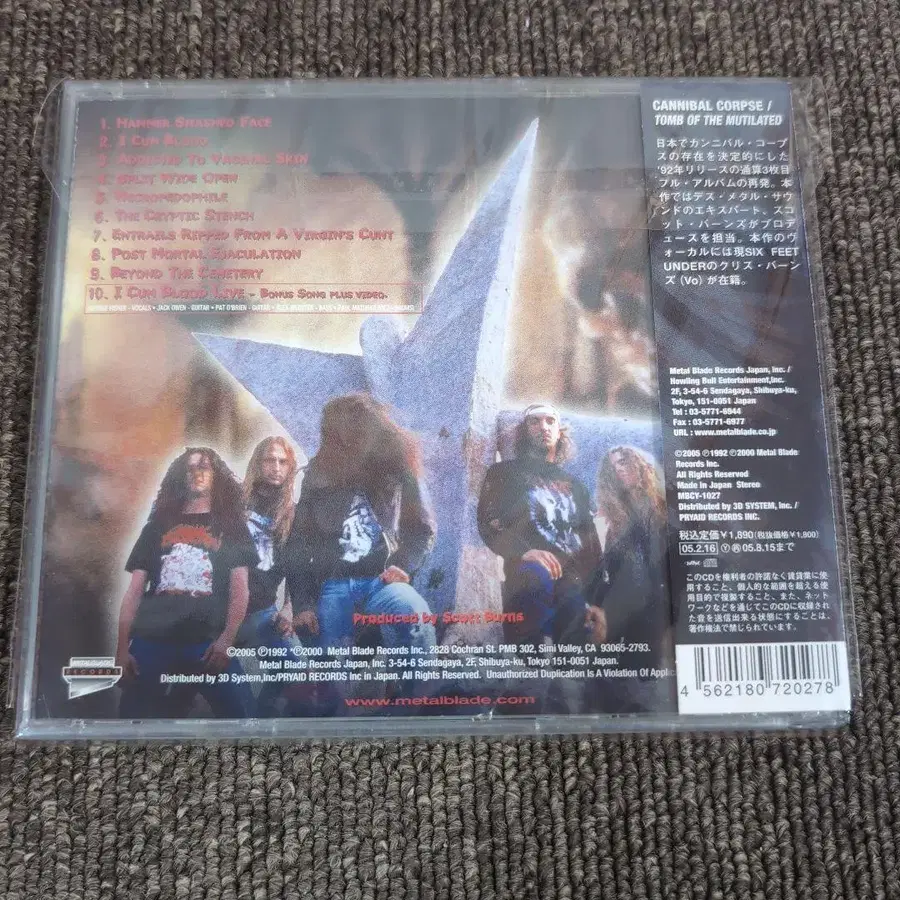 1. Hammer Smashed Face
2. I Cum Blood
3. Addicted To Vaginal Skin
4. Split Wide Open
5. Necropedophile
6. The Cryptic Stench
7. Entrails Ripped From A Virgin's Cunt
8. Post Mortal Ejaculation
9. Beyond The Cemetery
10. I Cum Blood Live - Bonus Song plus video.
- VOCALS • JACK OWEN - GUITAR • PAT O'BRIEN - GUITAR •
Produced by Scott Burns
©2005 ℗1992 *℗2000 Metal Blade Records Inc., 2828 Cochran St. PMB 302, Simi Valley, CA 93065-2793.
Metal Blade Records Japan, Inc. 3-54-6 Sendagaya, 2F, Shibuya-ku, Tokyo 151-0051 Japan.
Distributed by 3D System,Inc/PRYAID RECORDS Inc in Japan. All Rights Reserved. Unauthorized Duplication Is A Violation Of Applic
www.metalblade.com
RECORDS
CANNIBAL CORPSE /
TOMB OF THE MUTILATED
日本でカンニバル・コープ
スの存在を決定的にした
'92年リリースの通算3枚目
フル・アルバムの再発。本
作ではデス・メタル・サウ
ンドのエキスパート、スコ
ット・バーンズがプロデ
ュースを担当。本作のヴ
ォーカルには現SIX FEET
UNDERのクリス・バーン
ズ (Vo) が在籍。
Metal Blade Records Japan, Inc. /
Howling Bull Entertainment,Inc.
2F, 3-54-6 Sendagaya, Shibuya-ku,
Tokyo, 151-0051 Japan
Tel : 03-5771-6944
Fax : 03-5771-6977
URL : www.metalblade.co.jp
©2005 ℗1992 ℗2000 Metal Blade
Records Inc.
All Rights Reserved
Made in Japan Stereo
MBCY-1027
Distributed by 3D SYSTEM, Inc./
PRYAID RECORDS INC.
税込定価¥1,890(税抜価格¥1,800)
05.2.16 Ⓨ ㊟ 05.8.15まで
このCDを権利者の許諾なく賃貸業に使
用すること、個人的な範囲を超える使
用目的で複製すること、また、ネット
ワークなどを通じてこのCDに収録され
た音を送信出来る状態にすることは、
著作権法で禁じられています。
4 562180 720278